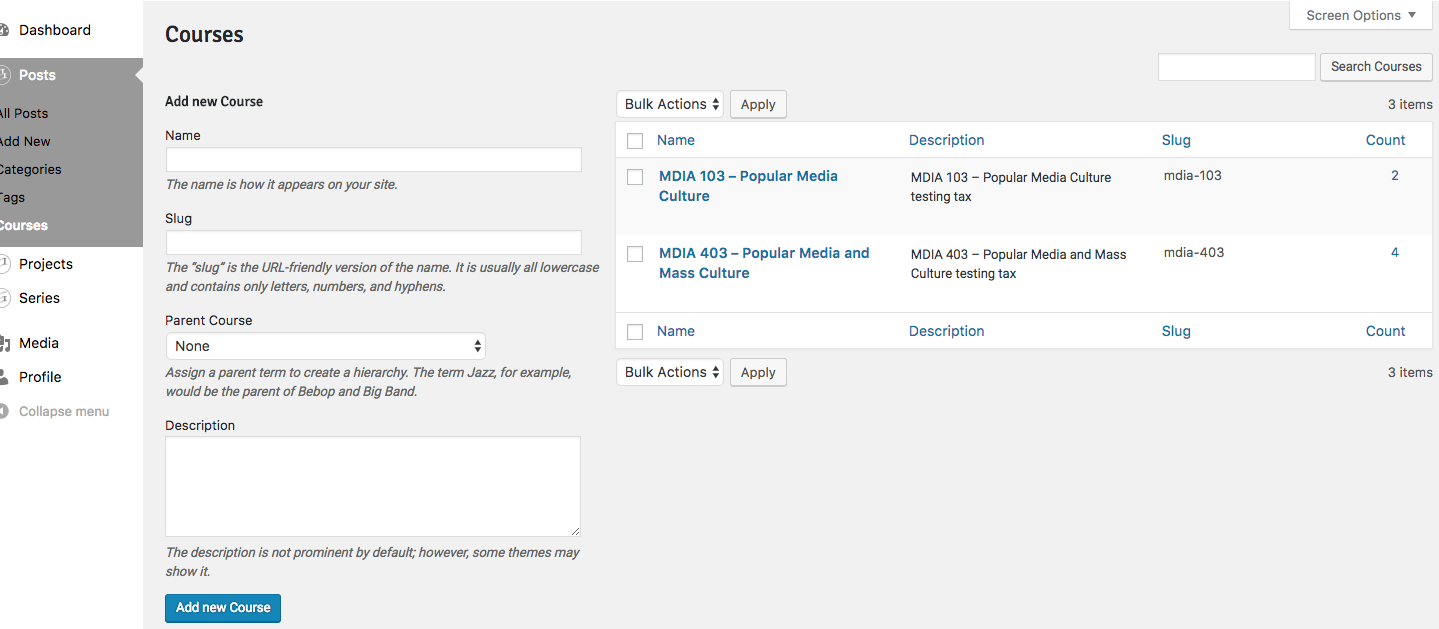 Screen Options
Dashboard
Posts
All Posts
Add New
Categories
Tags
Courses
Projects
Series
Media
Profile
Collapse menu
Courses
Add new Course
Name
The name is how it appears on your site.
Slug
The “slug” is the URL-friendly version of the name. It is usually all lowercase
and contains only letters, numbers, and hyphens.
Parent Course
None
Assign a parent term to create a hierarchy. The term Jazz, for example,
would be the parent of Bebop and Big Band.
Description
The description is not prominent by default; however, some themes may
show it.
Add new Course
Search Courses
Bulk Actions Apply 3 items
Name Description Slug Count
MDIA 103 – Popular Media
Culture
MDIA 103 – Popular Media Culture
testing tax
mdia-103
2
MDIA 403 – Popular Media and
Mass Culture
MDIA 403 – Popular Media and Mass
Culture testing tax
mdia-403
4
Name Description Slug Count
Bulk Actions Apply 3 items